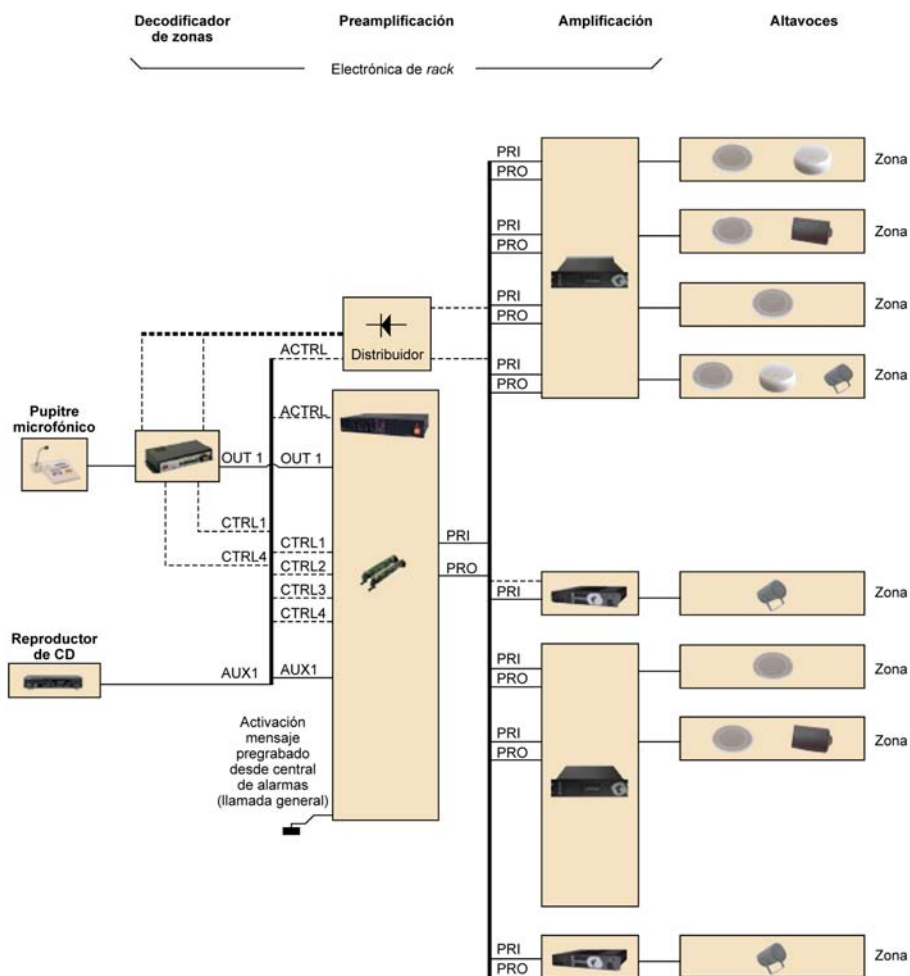 Decodificador
de zonas
Preamplificación
Amplificación
Altavoces
Electrónica de rack
PRI
PRO
Zona
PRI
PRO
Zona
PRI
PRO
Zona
PRI
PRO
Zona
Distribuidor
ACTRL
ACTRL
Pupitre
microfónico
OUT 1
OUT 1
CTRL1
CTRL4
CTRL1
CTRL2
CTRL3
CTRL4
PRI
PRO
PRI
Zona
Reproductor
de CD
AUX1
AUX1
PRI
PRO
Zona
PRI
PRO
Zona
Activación
mensaje
pregrabado
desde central
de alarmas
(llamada general)
PRI
PRO
Zona